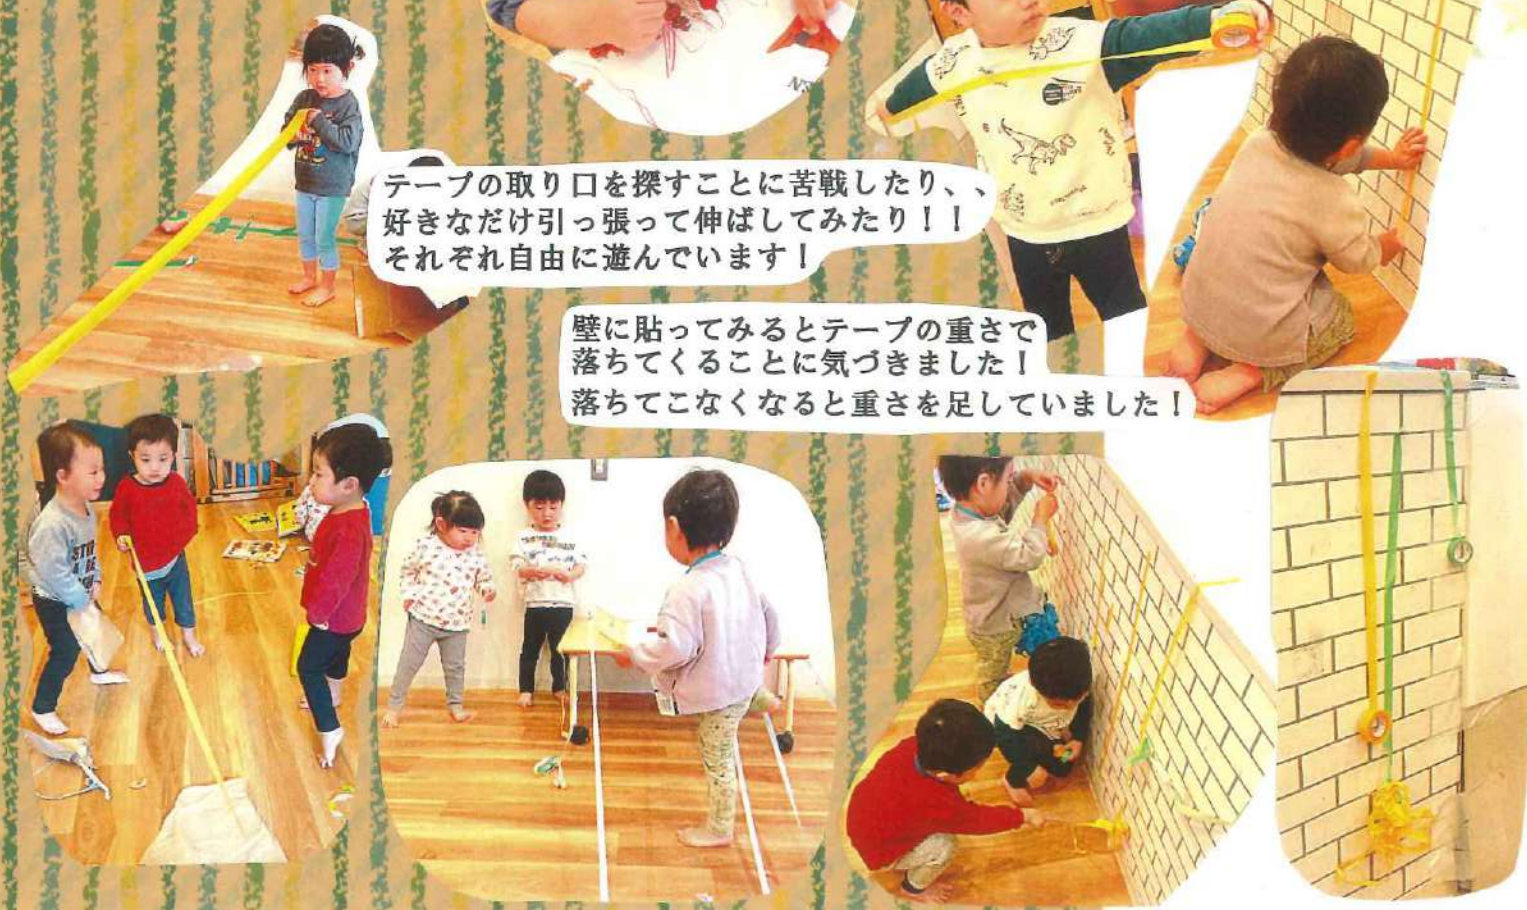 テープの取り口を探すことに苦戦したり、、
好きなだけ引っ張って伸ばしてみたり！！
それぞれ自由に遊んでいます！
壁に貼ってみるとテープの重さで
落ちてくることに気づきました！
落ちてこなくなると重さを足していました！